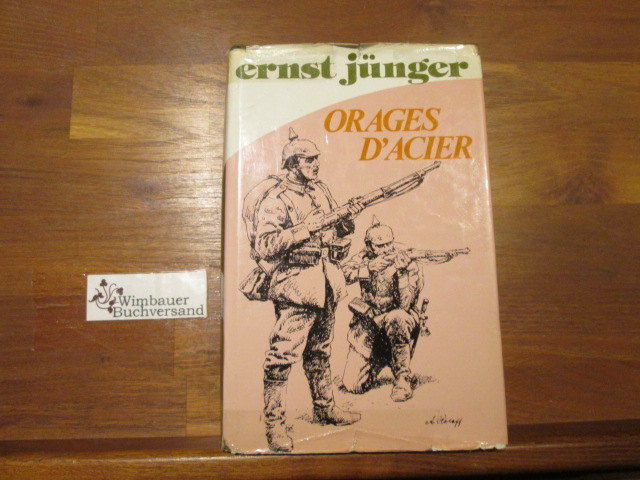 ernst jünger
ORAGES
D'ACIER
Wimbauer
Buchversand